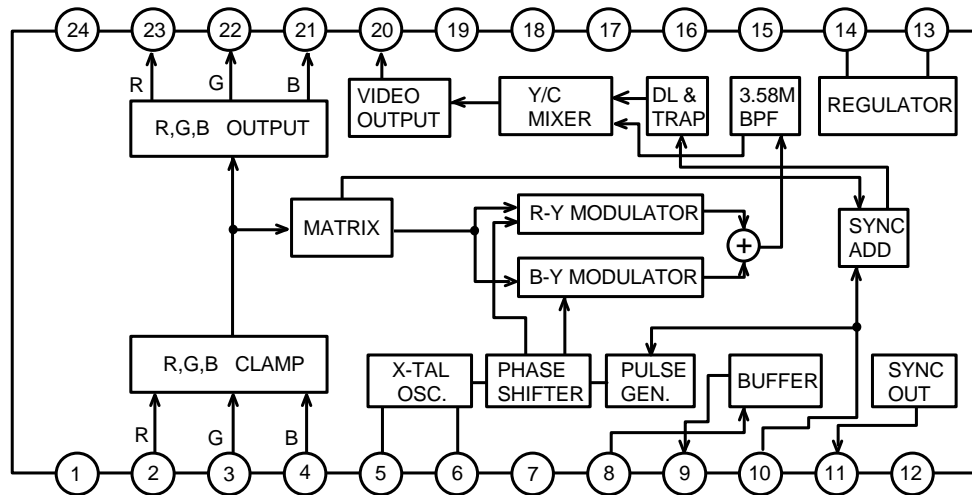 24 23 22 21 20 19 18 17 16 15 14 13
R G B
R,G,B OUTPUT
VIDEO
OUTPUT
Y/C
MIXER
DL &
TRAP
3.58M
BPF
REGULATOR
MATRIX
R-Y MODULATOR
+
SYNC
ADD
B-Y MODULATOR
R,G,B CLAMP
X-TAL
OSC.
PHASE
SHIFTER
PULSE
GEN.
BUFFER
SYNC
OUT
R G B
1 2 3 4 5 6 7 8 9 10 11 12